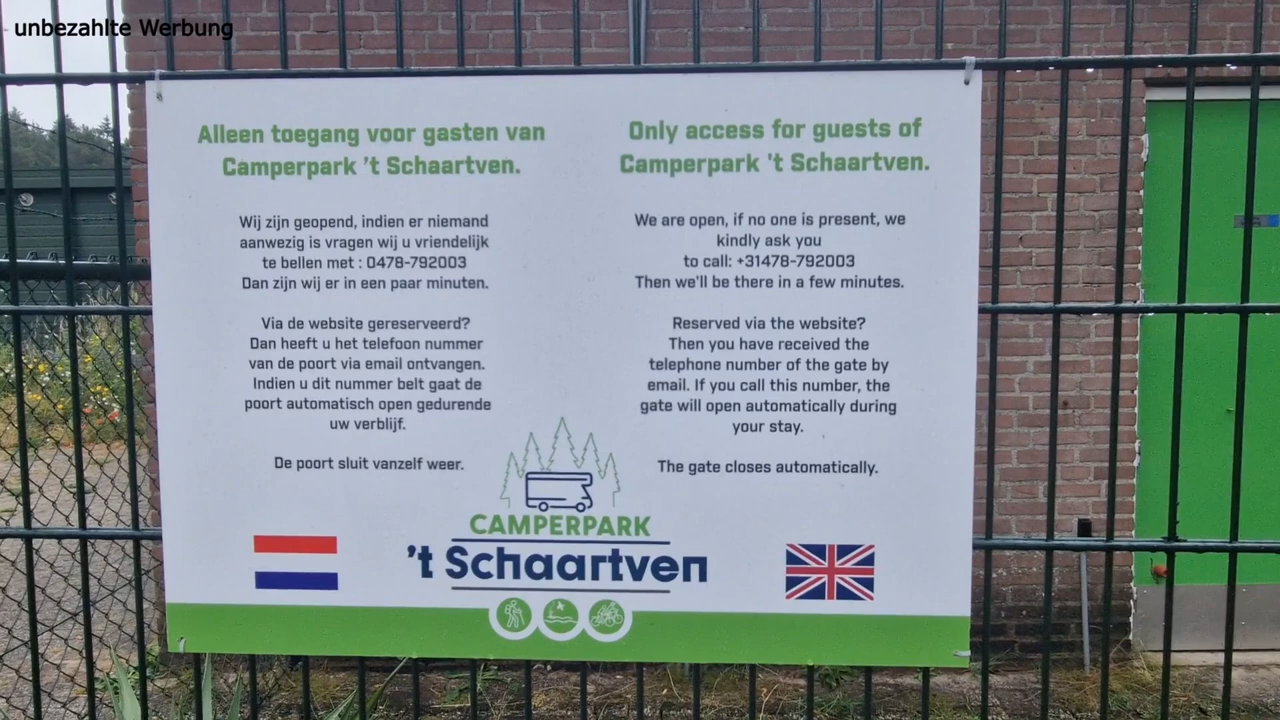 unbezahlte Werbung
Alleen toegang voor gasten van
Camperpark 't Schaartven.
Wij zijn geopend, indien er niemand
aanwezig is vragen wij u vriendelijk
te bellen met : 0478-792003
Dan zijn wij er in een paar minuten.
Via de website gereserveerd?
Dan heeft u het telefoon nummer
van de poort via email ontvangen.
Indien u dit nummer belt gaat de
poort automatisch open gedurende
uw verblijf.
De poort sluit vanzelf weer.
Only access for guests of
Camperpark 't Schaartven.
We are open, if no one is present, we
kindly ask you
to call: +31478-792003
Then we'll be there in a few minutes.
Reserved via the website?
Then you have received the
telephone number of the gate by
email. If you call this number, the
gate will open automatically during
your stay.
The gate closes automatically.
CAMPERPARK
't Schaartven